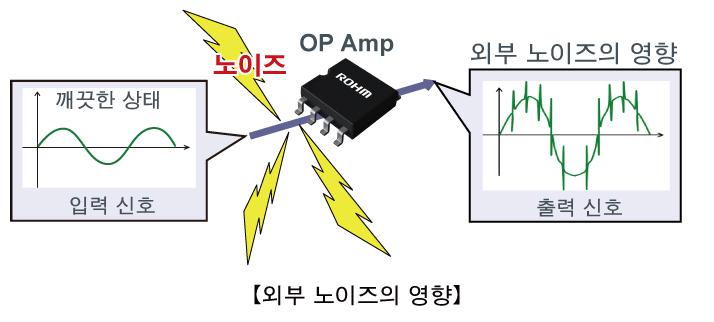 OP Amp
노이즈
ROHM
외부 노이즈의 영향
깨끗한 상태
입력 신호
출력 신호
【외부 노이즈의 영향】